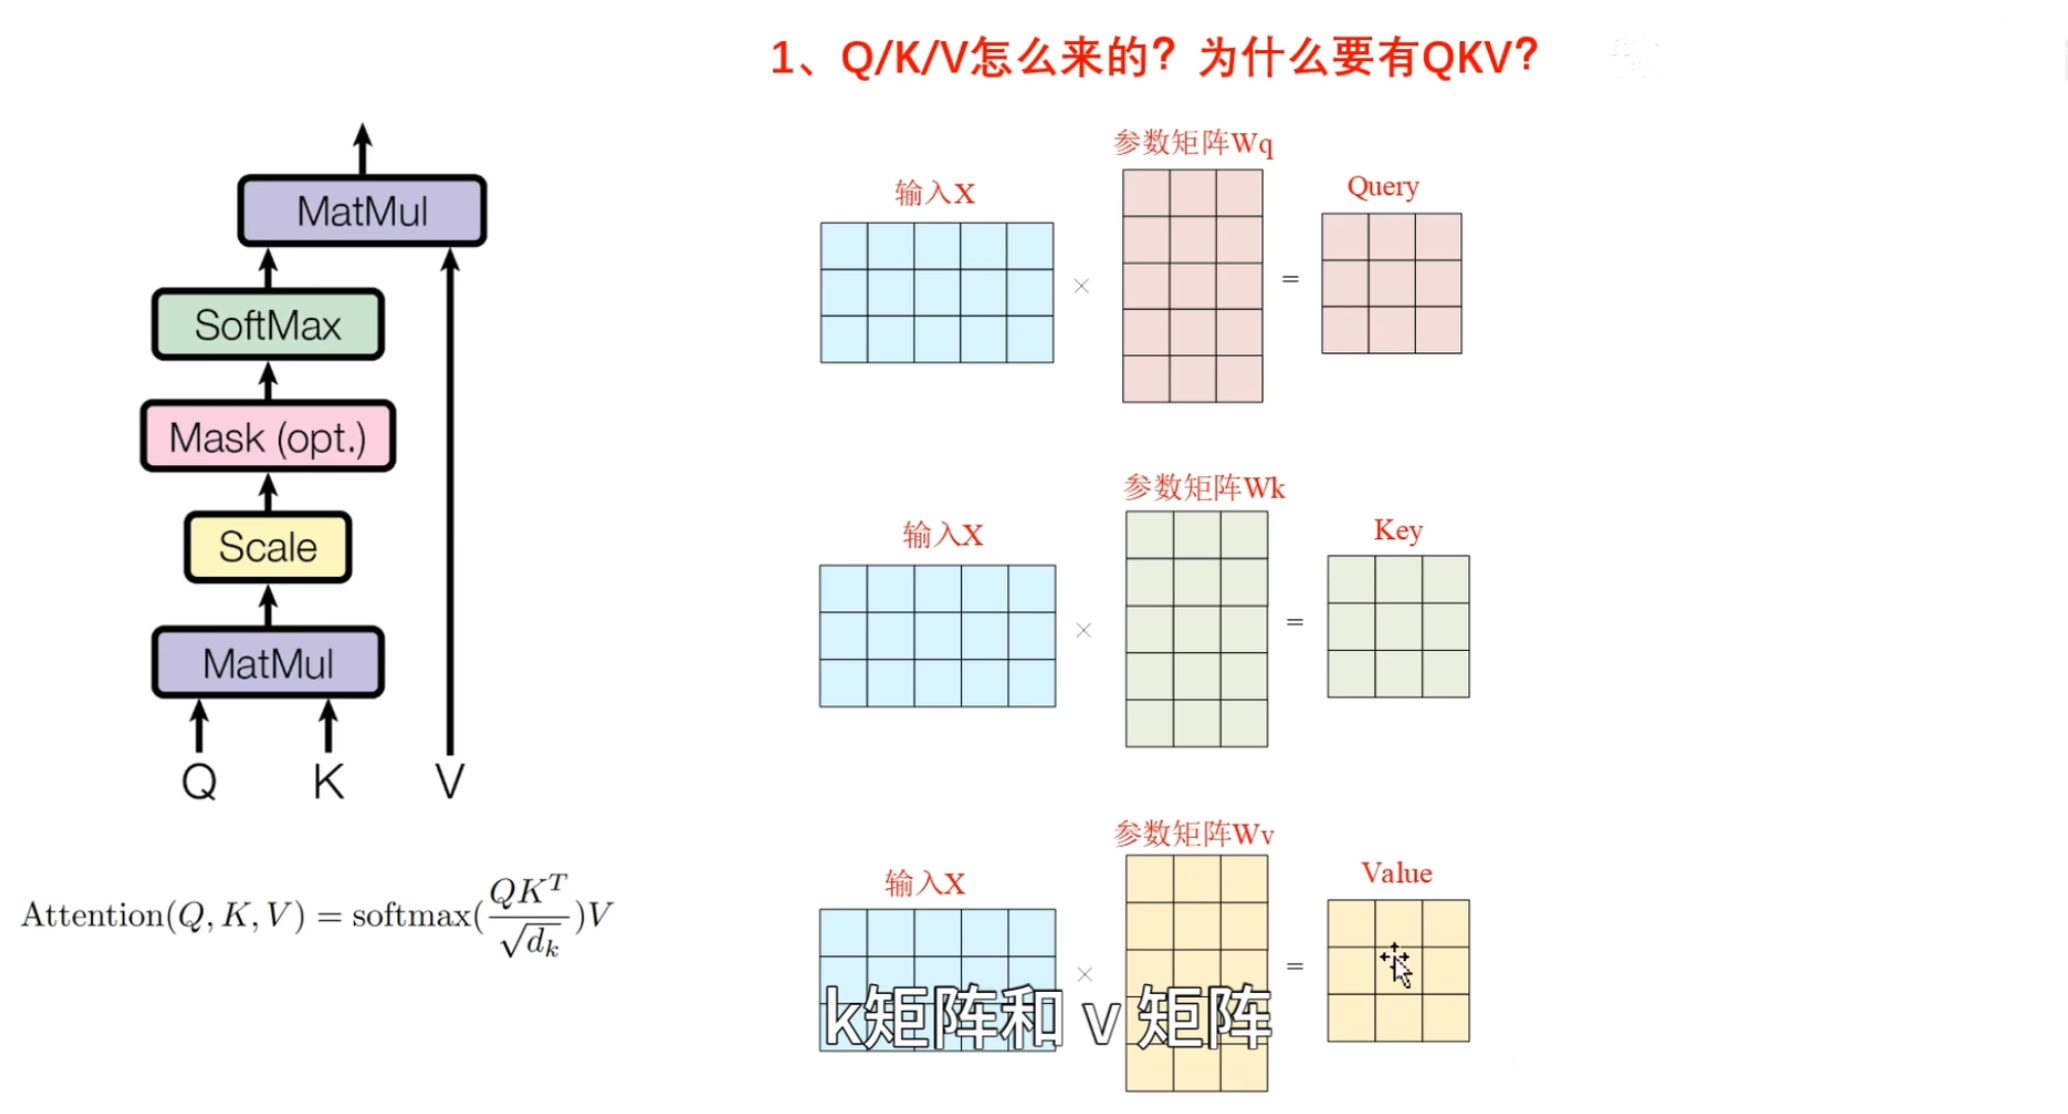 1、Q/K/V怎么来的？为什么要有QKV？
MatMul
SoftMax
Mask (opt.)
Scale
MatMul
Q K V
Attention(Q, K, V) = softmax(\frac{QK^T}{\sqrt{d_k}})V
参数矩阵Wq
输入X
Query
×
=
参数矩阵Wk
输入X
Key
×
=
参数矩阵Wv
输入X
Value
×
=
k矩阵和 v 矩阵